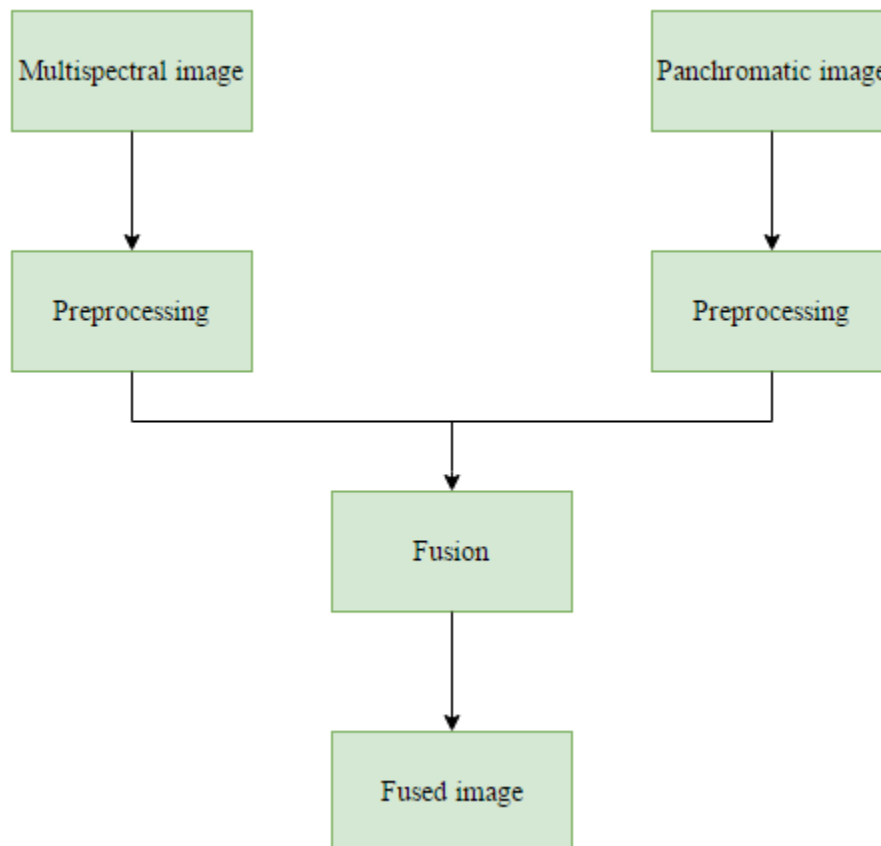 Multispectral image
Panchromatic image
Preprocessing
Preprocessing
Fusion
Fused image